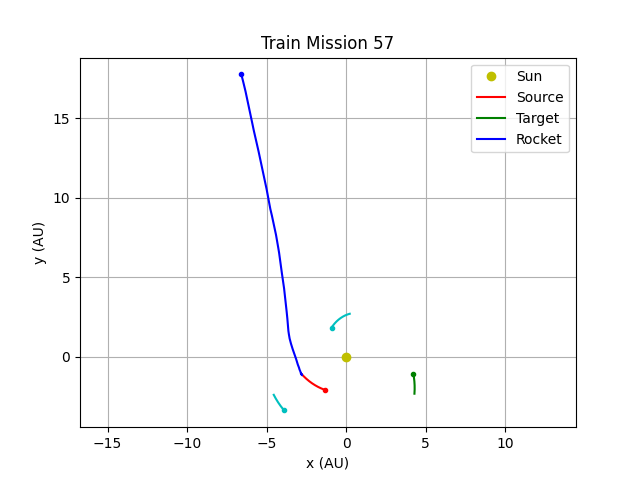 Train Mission 57
Sun
Source
Target
Rocket
15
10
5
0
y (AU)
−15
−10
−5
0
5
10
x (AU)